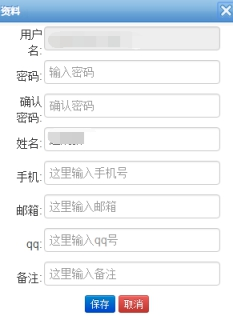 资料
用户
名:
密码: 输入密码
确认
密码: 确认密码
姓名:
手机: 这里输入手机号
邮箱: 这里输入邮箱
qq: 这里输入qq号
备注: 这里输入备注
保存 取消